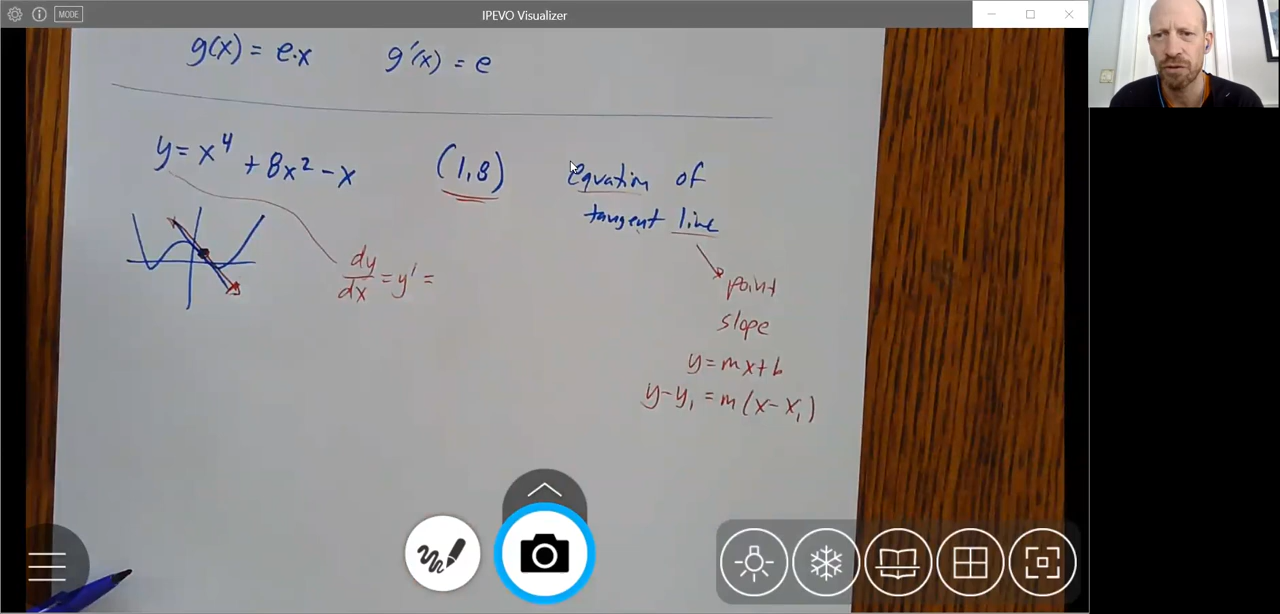 IPEVO Visualizer
MODE
g(x) = e·x g'(x) = e
y = x⁴ + 8x² - x (1,8) Equation of
tangent line
dy/dx = y' =
point
slope
y = mx + b
y - y₁ = m(x - x₁)